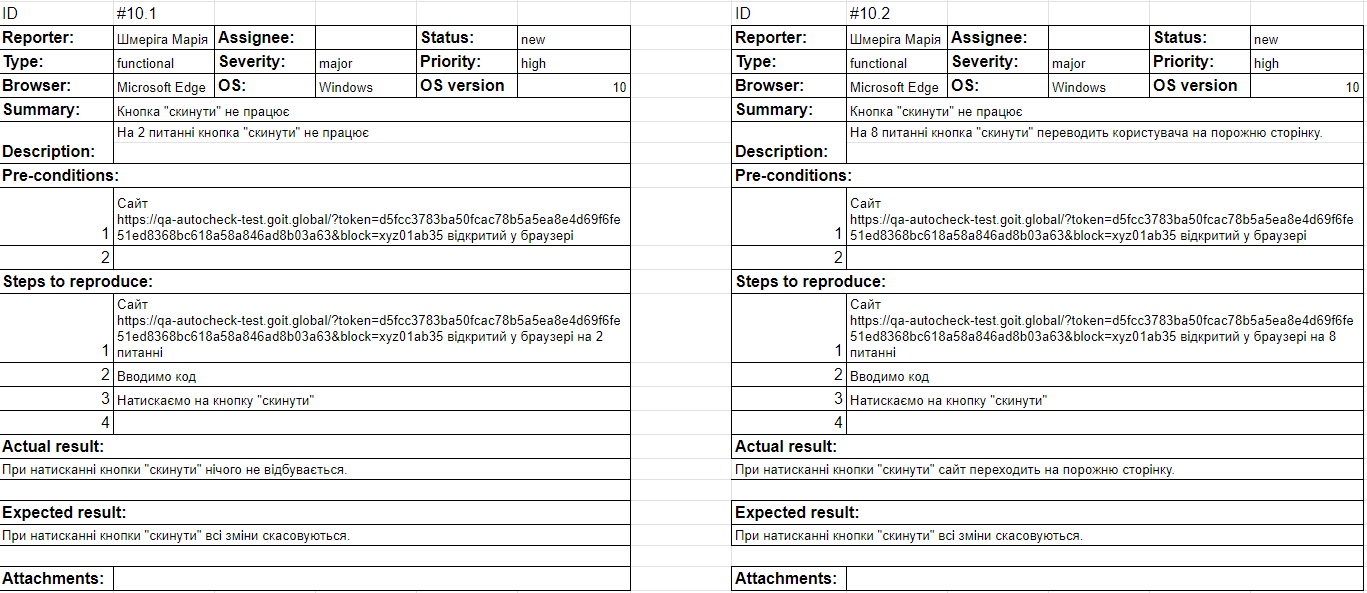 ID #10.1
Reporter: Шмеріга Марія Assignee: Status: new
Type: functional Severity: major Priority: high
Browser: Microsoft Edge OS: Windows OS version 10
Summary: Кнопка "скинути" не працює
На 2 питанні кнопка "скинути" не працює
Description:
Pre-conditions:
Сайт
https://qa-autocheck-test.goit.global/?token=d5fcc3783ba50fcac78b5a5ea8e4d69f6fe
1 51ed8368bc618a58a846ad8b03a63&block=xyz01ab35 відкритий у браузері
2
Steps to reproduce:
Сайт
https://qa-autocheck-test.goit.global/?token=d5fcc3783ba50fcac78b5a5ea8e4d69f6fe
51ed8368bc618a58a846ad8b03a63&block=xyz01ab35 відкритий у браузері на 2
1 питанні
2 Вводимо код
3 Натискаємо на кнопку "скинути"
4
Actual result:
При натисканні кнопки "скинути" нічого не відбувається.
Expected result:
При натисканні кнопки "скинути" всі зміни скасовуються.
Attachments:
ID #10.2
Reporter: Шмеріга Марія Assignee: Status: new
Type: functional Severity: major Priority: high
Browser: Microsoft Edge OS: Windows OS version 10
Summary: Кнопка "скинути" не працює
На 8 питанні кнопка "скинути" переводить користувача на порожню сторінку.
Description:
Pre-conditions:
Сайт
https://qa-autocheck-test.goit.global/?token=d5fcc3783ba50fcac78b5a5ea8e4d69f6fe
1 51ed8368bc618a58a846ad8b03a63&block=xyz01ab35 відкритий у браузері
2
Steps to reproduce:
Сайт
https://qa-autocheck-test.goit.global/?token=d5fcc3783ba50fcac78b5a5ea8e4d69f6fe
51ed8368bc618a58a846ad8b03a63&block=xyz01ab35 відкритий у браузері на 8
1 питанні
2 Вводимо код
3 Натискаємо на кнопку "скинути"
4
Actual result:
При натисканні кнопки "скинути" сайт переходить на порожню сторінку.
Expected result:
При натисканні кнопки "скинути" всі зміни скасовуються.
Attachments: